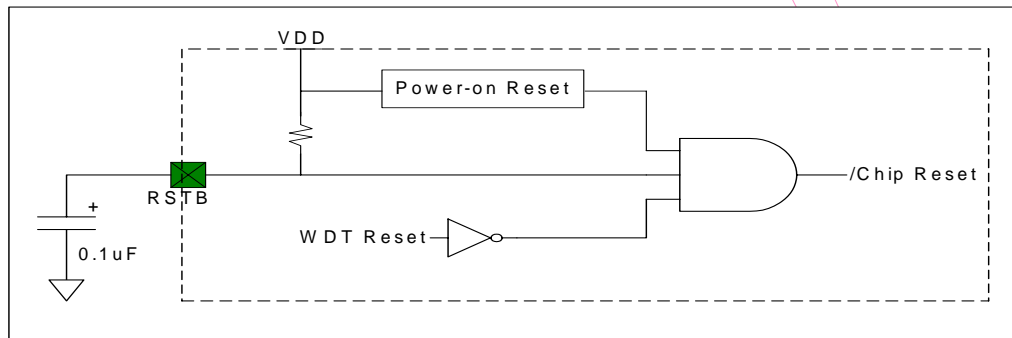 VDD
Power-on Reset
/Chip Reset
RSTB
+
WDT Reset
0.1uF